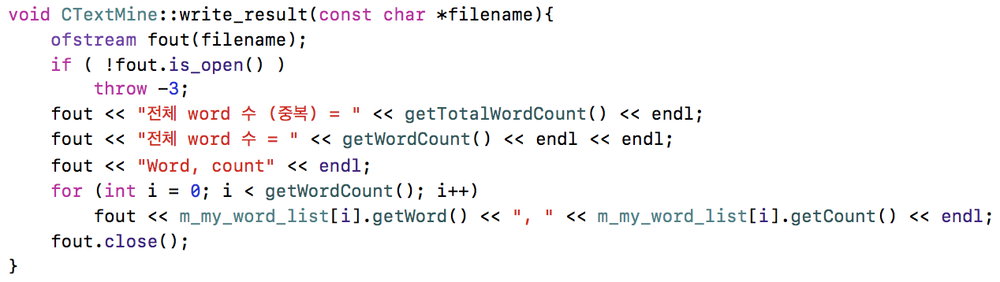 void CTextMine::write_result(const char *filename){
    ofstream fout(filename);
    if ( !fout.is_open() )
        throw -3;
    fout << "전체 word 수 (중복) = " << getTotalWordCount() << endl;
    fout << "전체 word 수 = " << getWordCount() << endl << endl;
    fout << "Word, count" << endl;
    for (int i = 0; i < getWordCount(); i++)
        fout << m_my_word_list[i].getWord() << ", " << m_my_word_list[i].getCount() << endl;
    fout.close();
}